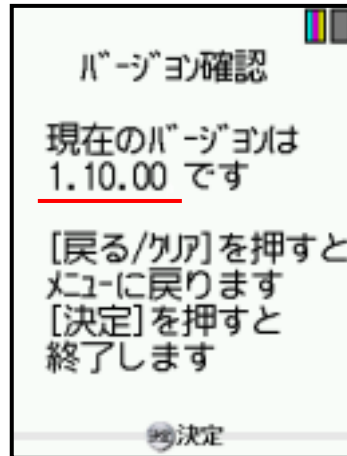 バージョン確認
現在のバージョンは
1.10.00 です
[戻る/クリア]を押すと
メニューに戻ります
[決定]を押すと
終了します
決定